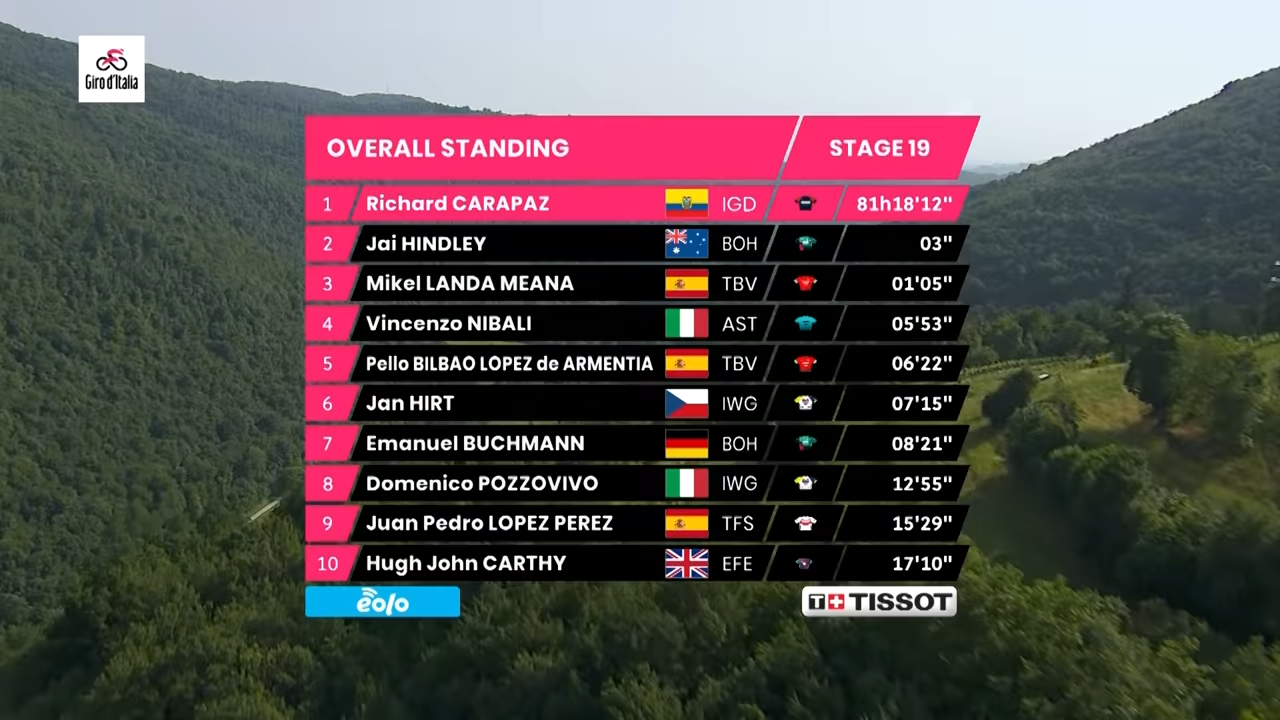 Giro d'Italia
OVERALL STANDING STAGE 19
1 Richard CARAPAZ IGD 81h18'12"
2 Jai HINDLEY BOH 03"
3 Mikel LANDA MEANA TBV 01'05"
4 Vincenzo NIBALI AST 05'53"
5 Pello BILBAO LOPEZ de ARMENTIA TBV 06'22"
6 Jan HIRT IWG 07'15"
7 Emanuel BUCHMANN BOH 08'21"
8 Domenico POZZOVIVO IWG 12'55"
9 Juan Pedro LOPEZ PEREZ TFS 15'29"
10 Hugh John CARTHY EFE 17'10"
eolo T+ TISSOT